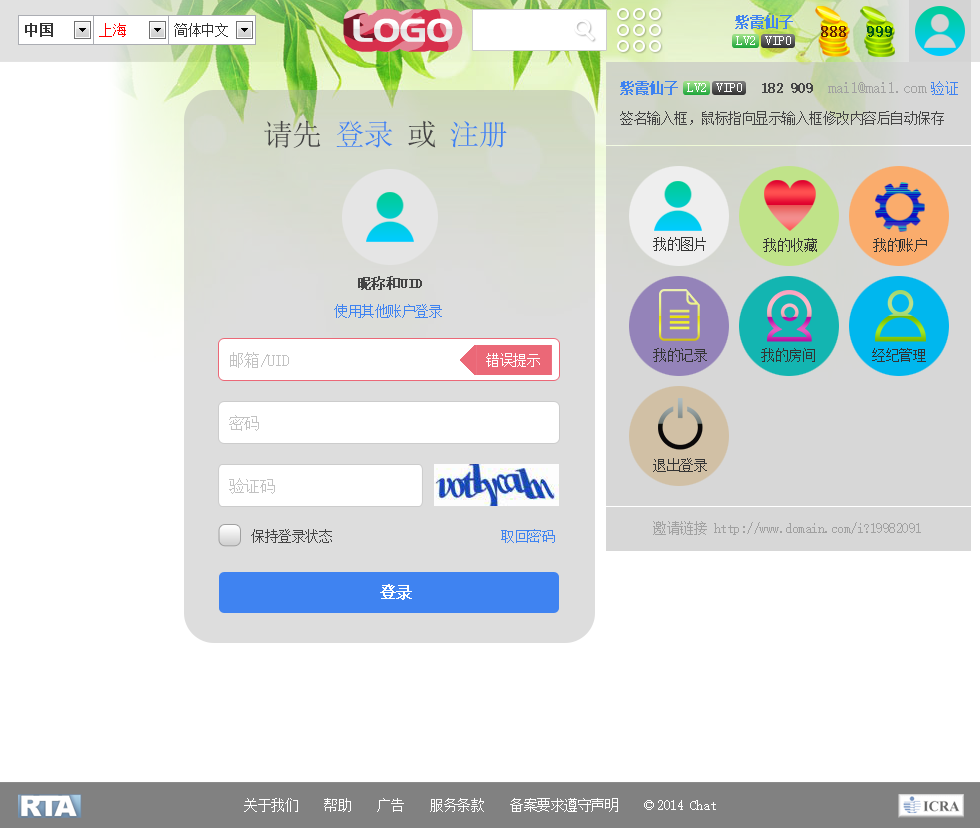 中国 上海 简体中文 LOGO 紫霞仙子 888 999
LV2 VIP0
紫霞仙子 LV2 VIP0 182 909 mail@mail.com 验证
签名输入框，鼠标指向显示输入框修改内容后自动保存
请先 登录 或 注册
昵称和UID
使用其他账户登录
邮箱/UID 错误提示
密码
验证码
保持登录状态 取回密码
登录
我的图片 我的收藏 我的账户
我的记录 我的房间 经纪管理
退出登录
邀请链接 http://www.domain.com/i?19982091
RTA 关于我们 帮助 广告 服务条款 备案要求遵守声明 © 2014 Chat ICRA